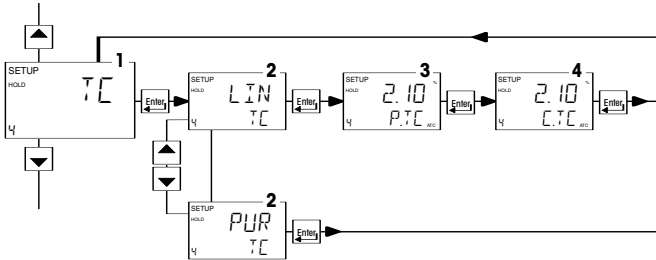 1
SETUP
HOLD
TC
4
Enter
2
SETUP
HOLD
LIN
TC
4
Enter
3
SETUP
HOLD
%
2.10
P.TC
ATC
4
Enter
4
SETUP
HOLD
%
2.10
C.TC
ATC
4
Enter
2
SETUP
HOLD
PUR
TC
4
Enter